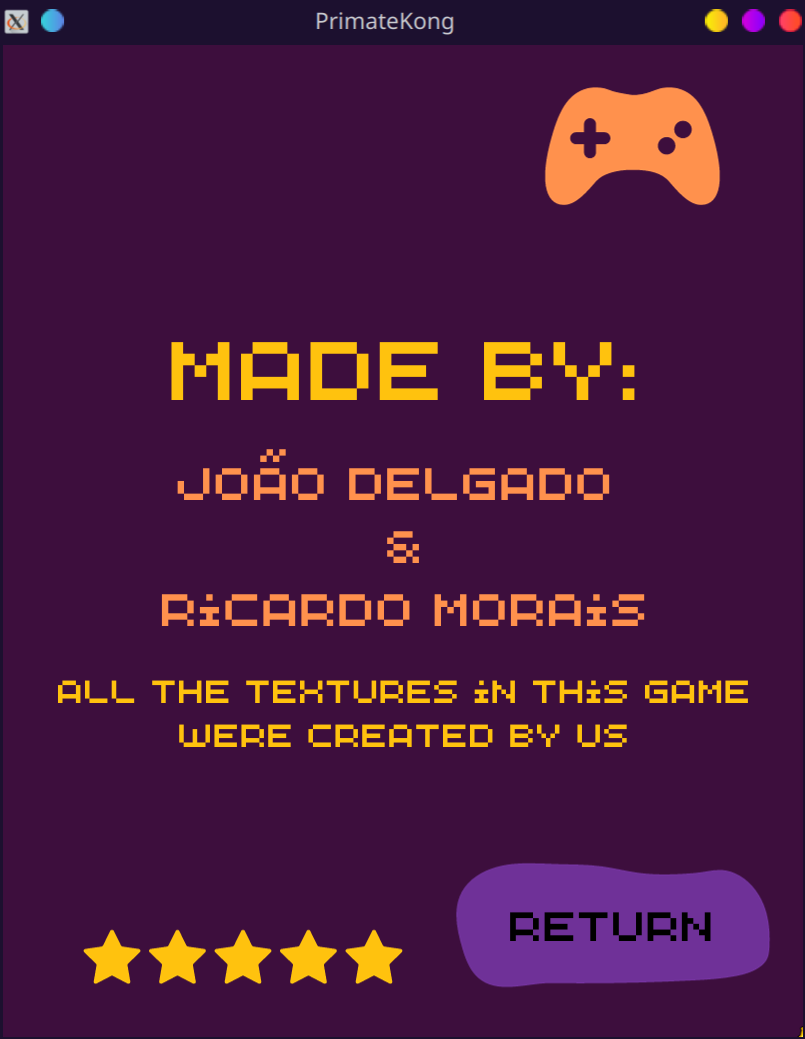 PrimateKong
MADE BY:
JOÃO DELGADO
&
RiCARDO MORAiS
ALL THE TEXTURES iN THiS GAME
WERE CREATED BY US
RETURN